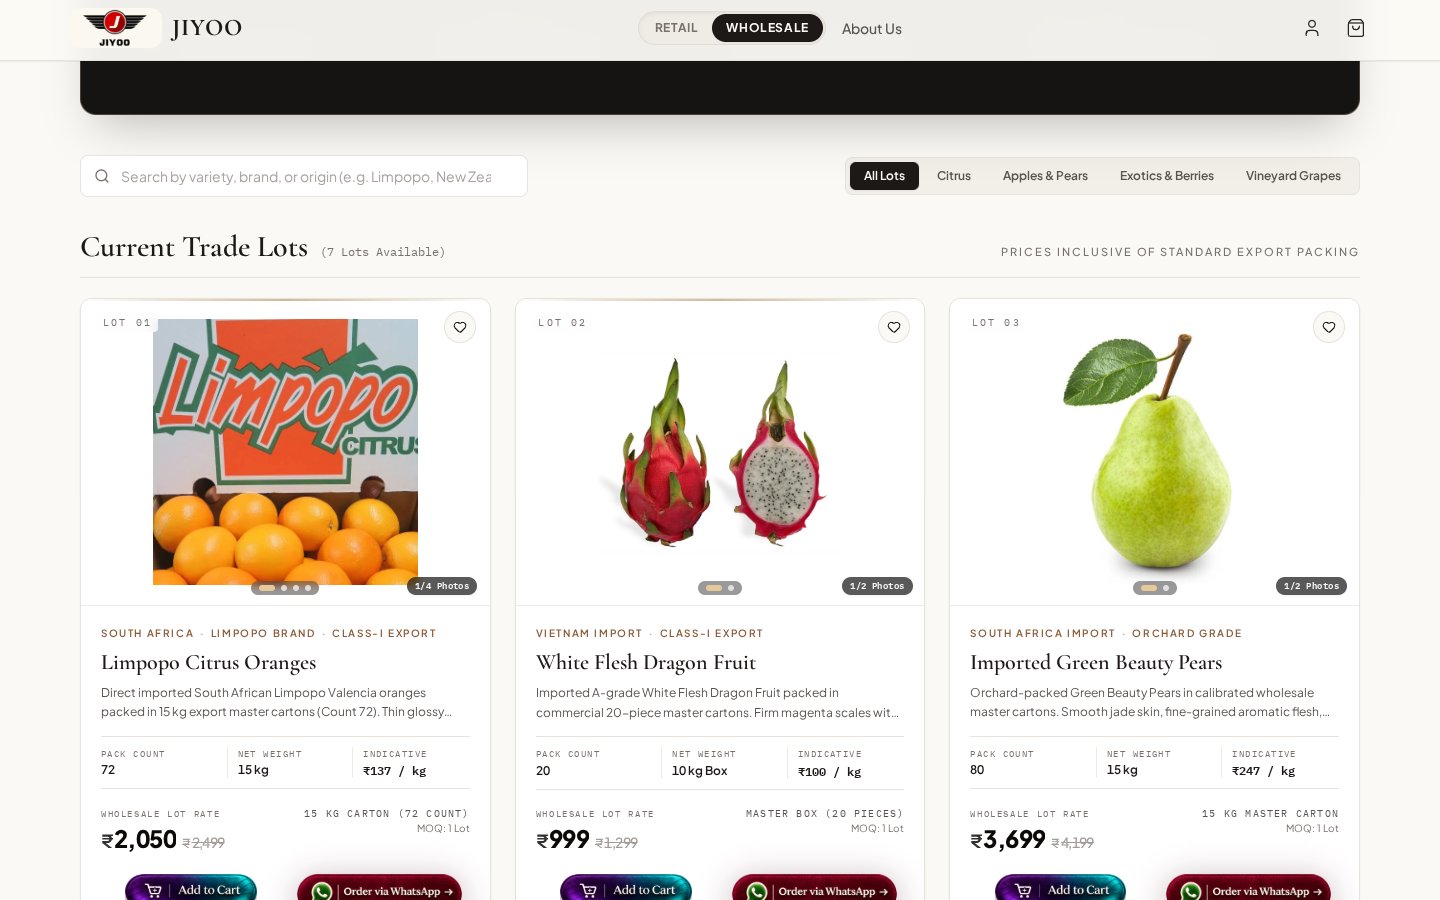 JIYOO
JIYOO
RETAIL
WHOLESALE
About Us
Search by variety, brand, or origin (e.g. Limpopo, New Zea
All Lots
Citrus
Apples & Pears
Exotics & Berries
Vineyard Grapes
Current Trade Lots
(7 Lots Available)
PRICES INCLUSIVE OF STANDARD EXPORT PACKING
LOT 01
Limpopo
CITRUS
1/4 Photos
SOUTH AFRICA · LIMPOPO BRAND · CLASS-I EXPORT
Limpopo Citrus Oranges
Direct imported South African Limpopo Valencia oranges
packed in 15 kg export master cartons (Count 72). Thin glossy...
PACK COUNT
72
NET WEIGHT
15 kg
INDICATIVE
₹137 / kg
WHOLESALE LOT RATE
₹2,050 ₹2,499
15 KG CARTON (72 COUNT)
MOQ: 1 Lot
Add to Cart
Order via WhatsApp →
LOT 02
1/2 Photos
VIETNAM IMPORT · CLASS-I EXPORT
White Flesh Dragon Fruit
Imported A-grade White Flesh Dragon Fruit packed in
commercial 20-piece master cartons. Firm magenta scales wit...
PACK COUNT
20
NET WEIGHT
10 kg Box
INDICATIVE
₹100 / kg
WHOLESALE LOT RATE
₹999 ₹1,299
MASTER BOX (20 PIECES)
MOQ: 1 Lot
Add to Cart
Order via WhatsApp →
LOT 03
1/2 Photos
SOUTH AFRICA IMPORT · ORCHARD GRADE
Imported Green Beauty Pears
Orchard-packed Green Beauty Pears in calibrated wholesale
master cartons. Smooth jade skin, fine-grained aromatic flesh,...
PACK COUNT
80
NET WEIGHT
15 kg
INDICATIVE
₹247 / kg
WHOLESALE LOT RATE
₹3,699 ₹4,199
15 KG MASTER CARTON
MOQ: 1 Lot
Add to Cart
Order via WhatsApp →